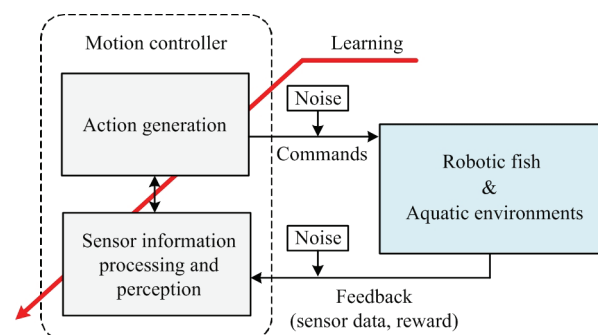 Motion controller
Learning
Action generation
Noise
Commands
Robotic fish
&
Aquatic environments
Sensor information
processing and
perception
Noise
Feedback
(sensor data, reward)